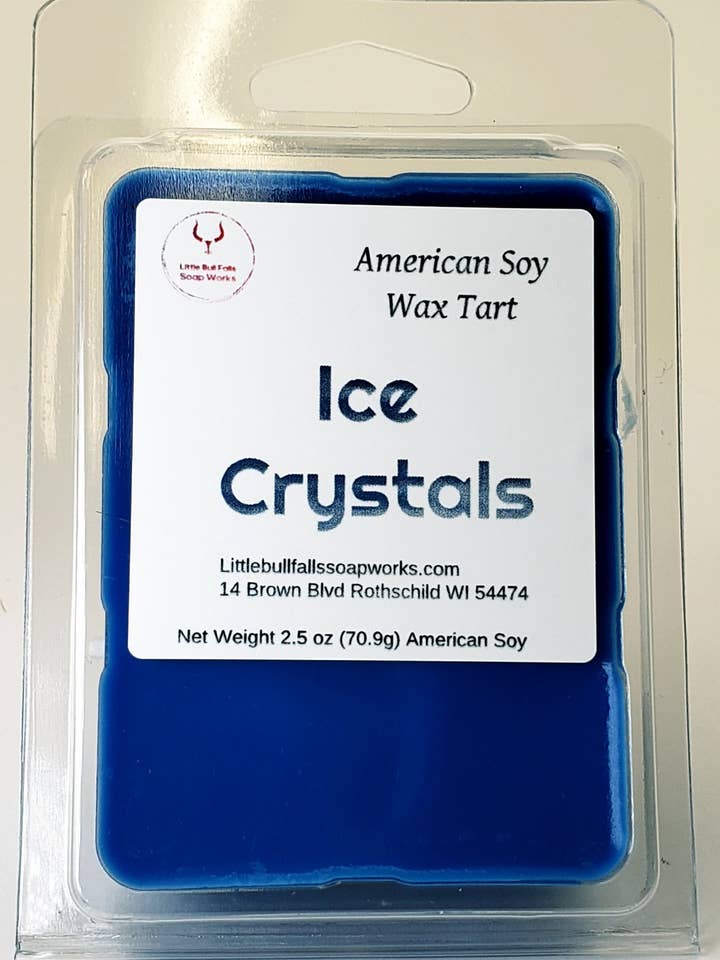 Little Bull Falls
Soap Works
American Soy
Wax Tart
Ice
Crystals
Littlebullfallssoapworks.com
14 Brown Blvd Rothschild WI 54474
Net Weight 2.5 oz (70.9g) American Soy